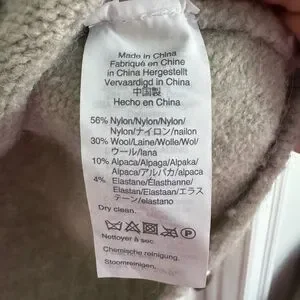 Made in China
Fabriqué en Chine
in China Hergestellt
Vervaardigd in China
中国製
Hecho en China
56% Nylon/Nylon/Nylon/
Nylon/ナイロン/nailon
30% Wool/Laine/Wolle/Wol/
ウール/lana
10% Alpaca/Alpaga/Alpaka/
Alpaca/アルパカ/alpaca
4% Elastane/Élasthanne/
Elastan/Elastaan/エラス
テーン/elastano
Dry clean.
P
Nettoyer à sec.
Chemische reinigung.
Stoomreinigen.